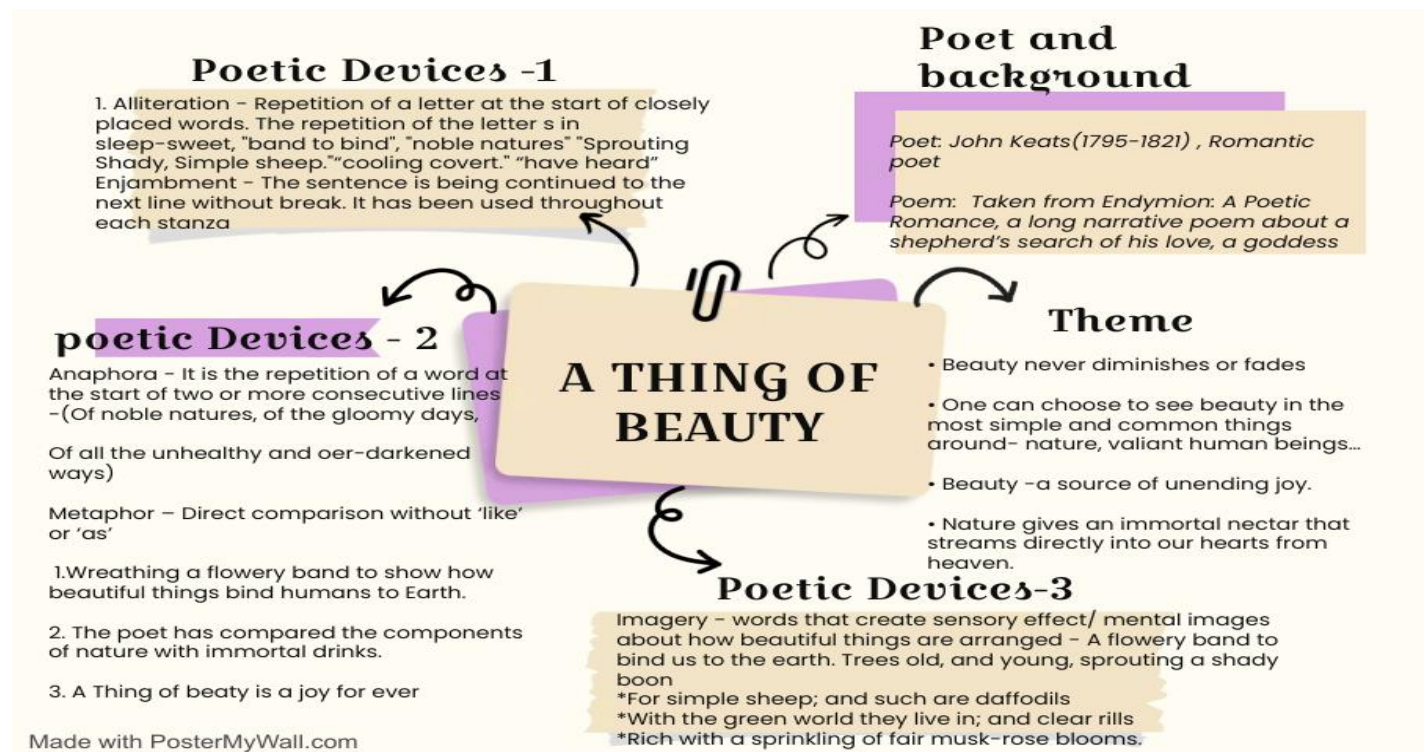 Poetic Devices -1
1. Alliteration - Repetition of a letter at the start of closely
placed words. The repetition of the letter s in
sleep-sweet, "band to bind", "noble natures" "Sprouting
Shady, Simple sheep."“cooling covert." “have heard”
Enjambment - The sentence is being continued to the
next line without break. It has been used throughout
each stanza
Poet and
background
Poet: John Keats(1795-1821) , Romantic
poet
Poem: Taken from Endymion: A Poetic
Romance, a long narrative poem about a
shepherd’s search of his love, a goddess
poetic Devices - 2
Anaphora - It is the repetition of a word at
the start of two or more consecutive lines
-(Of noble natures, of the gloomy days,
Of all the unhealthy and oer-darkened
ways)
Metaphor – Direct comparison without ‘like’
or ‘as’
1.Wreathing a flowery band to show how
beautiful things bind humans to Earth.
2. The poet has compared the components
of nature with immortal drinks.
3. A Thing of beaty is a joy for ever
A THING OF
BEAUTY
Theme
• Beauty never diminishes or fades
• One can choose to see beauty in the
most simple and common things
around- nature, valiant human beings...
• Beauty -a source of unending joy.
• Nature gives an immortal nectar that
streams directly into our hearts from
heaven.
Poetic Devices-3
Imagery - words that create sensory effect/ mental images
about how beautiful things are arranged - A flowery band to
bind us to the earth. Trees old, and young, sprouting a shady
boon
*For simple sheep; and such are daffodils
*With the green world they live in; and clear rills
*Rich with a sprinkling of fair musk-rose blooms.
Made with PosterMyWall.com